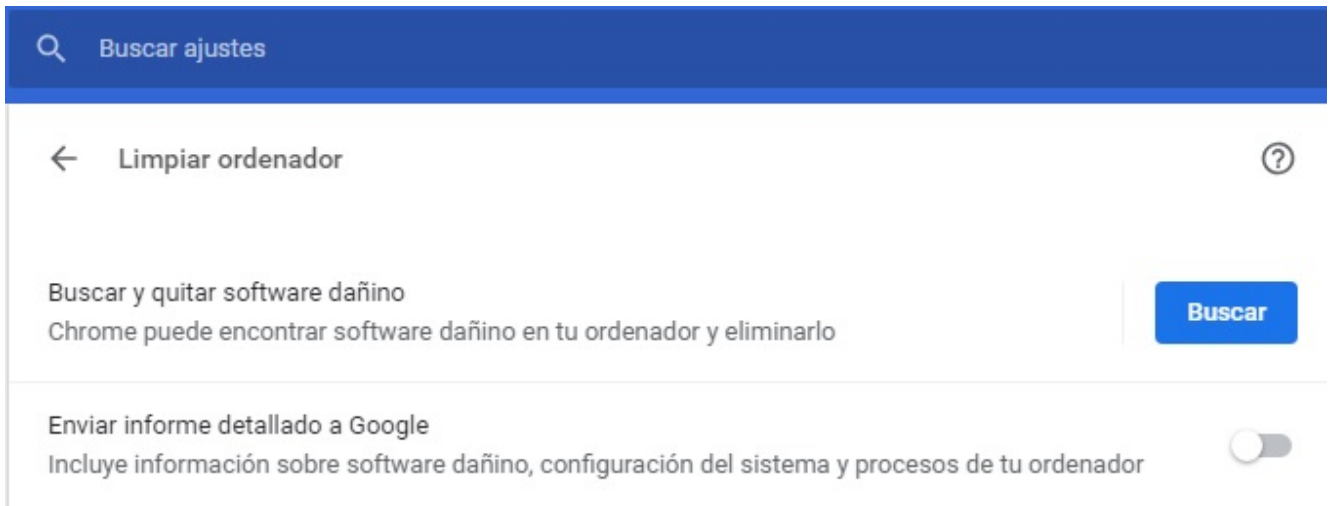 Buscar ajustes
Limpiar ordenador
Buscar y quitar software dañino
Chrome puede encontrar software dañino en tu ordenador y eliminarlo
Buscar
Enviar informe detallado a Google
Incluye información sobre software dañino, configuración del sistema y procesos de tu ordenador